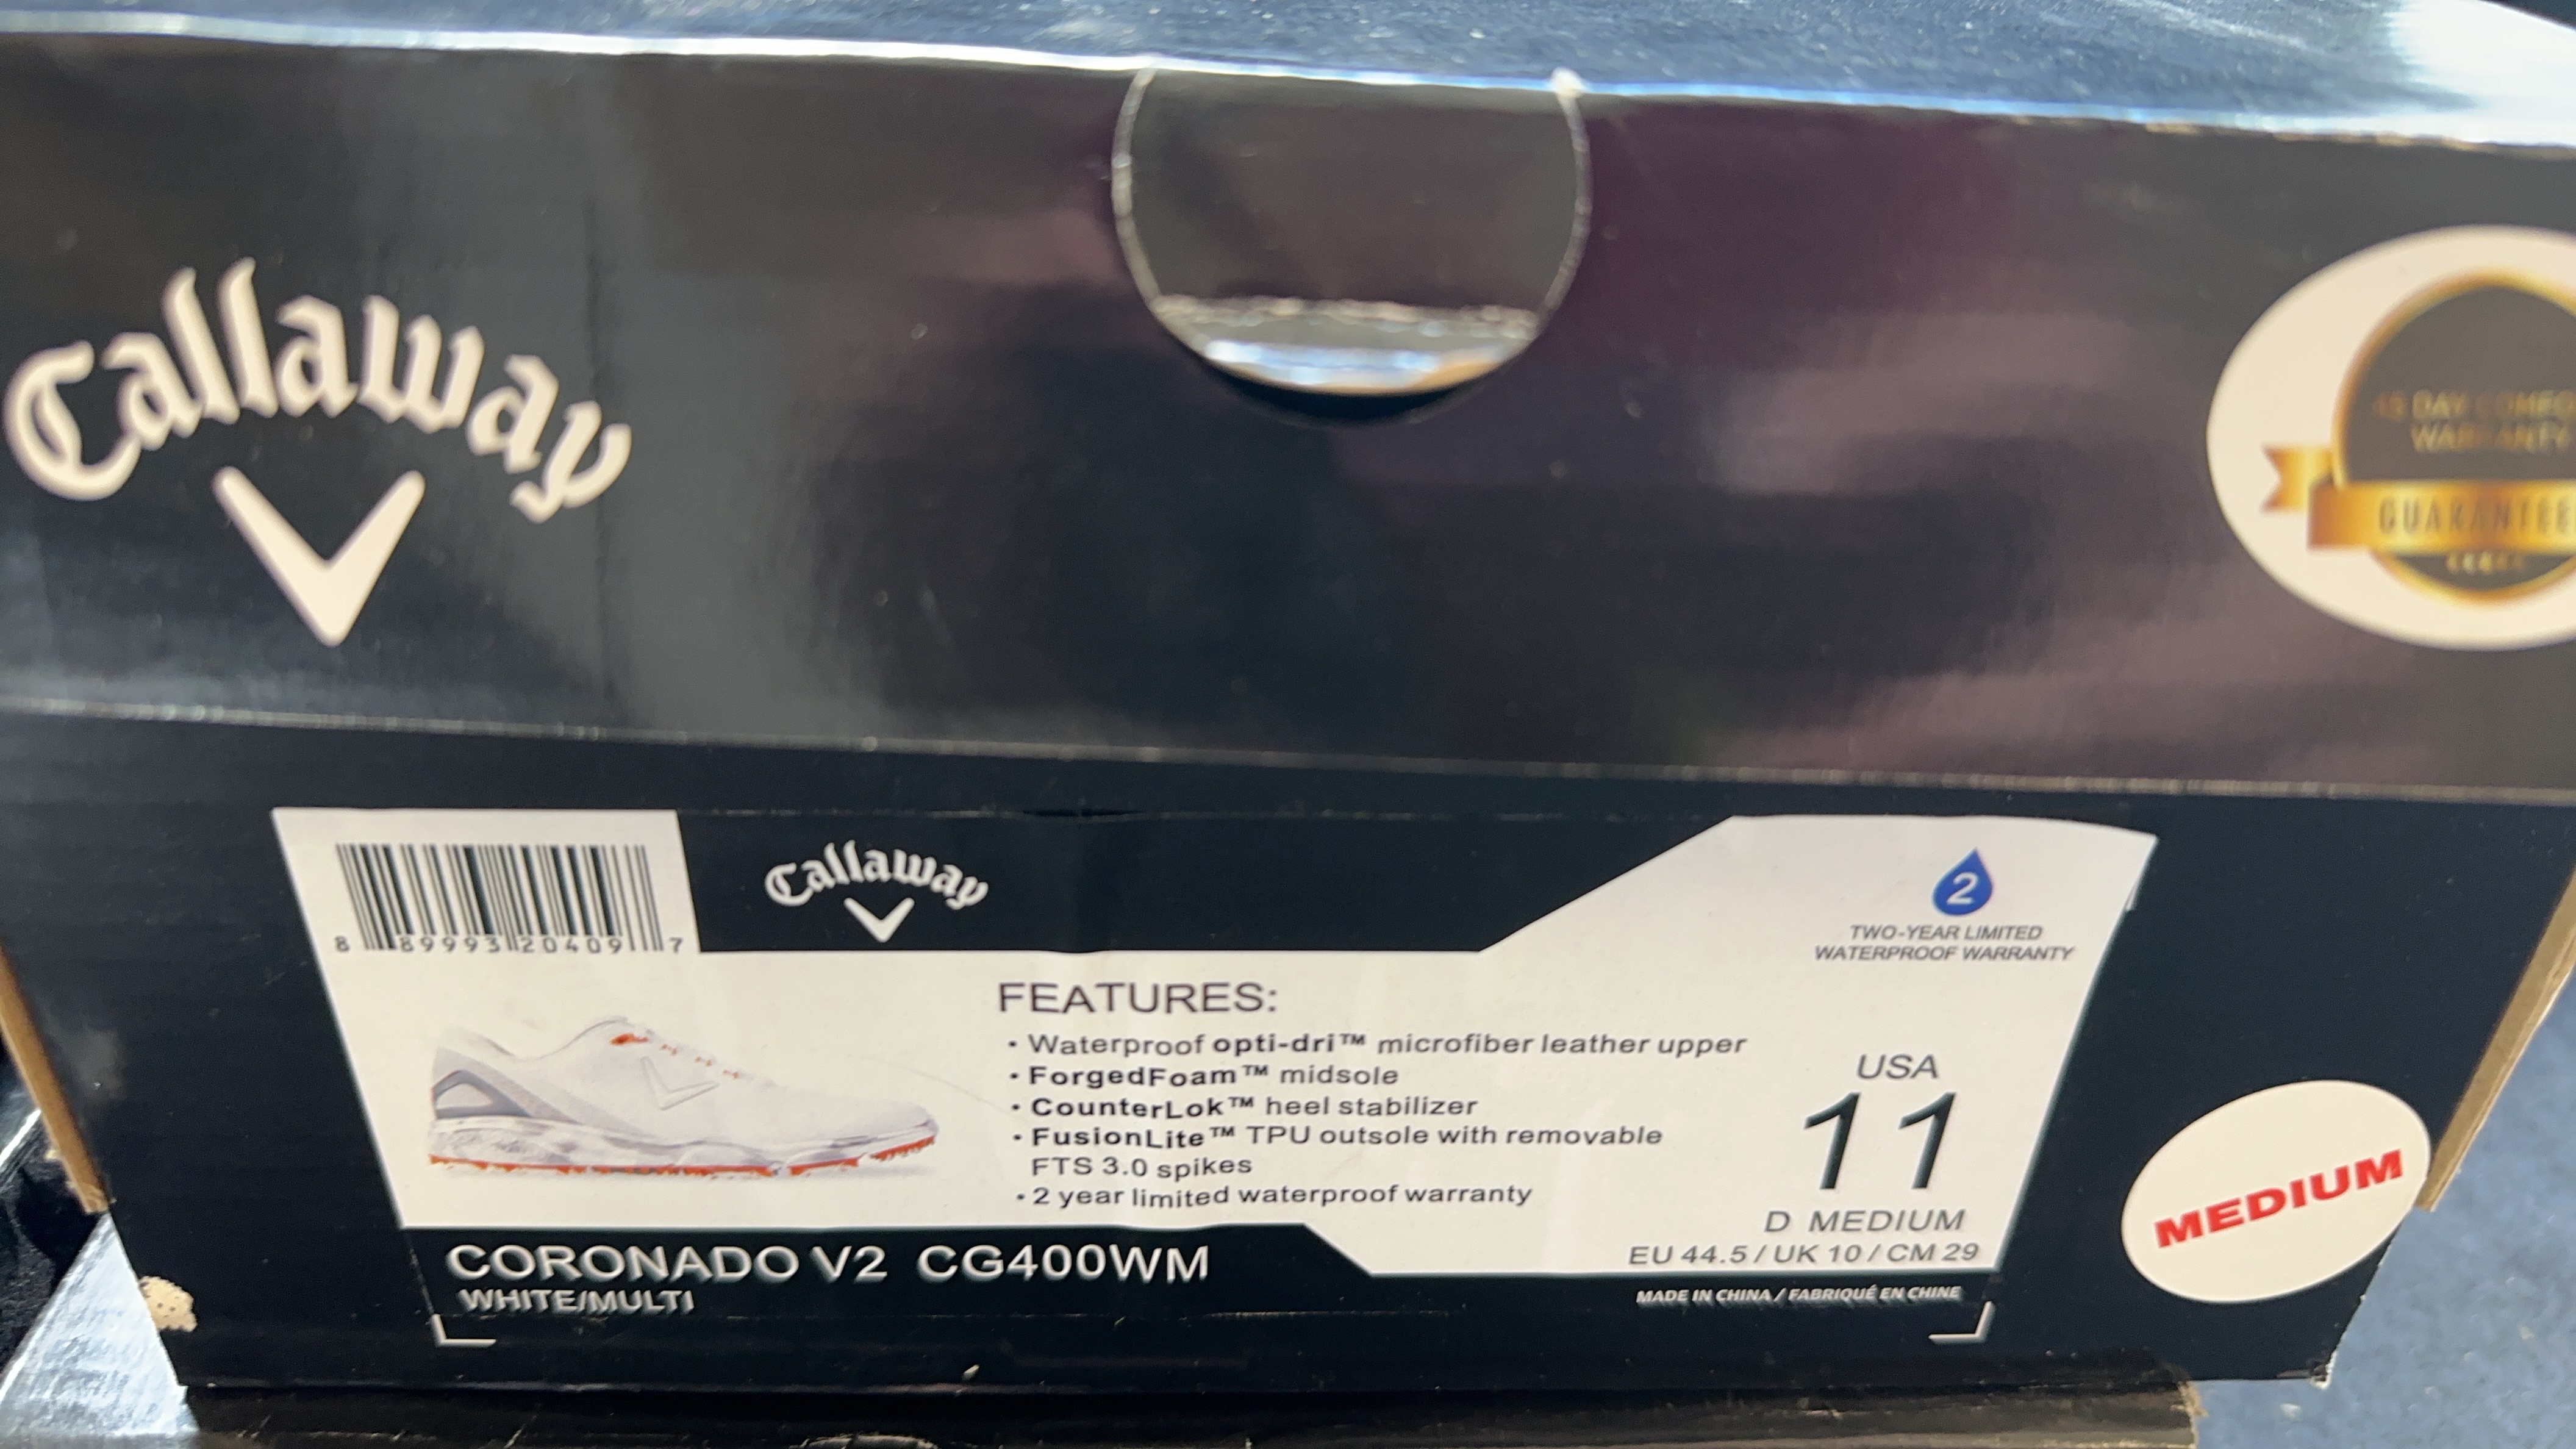 Callaway
45 DAY COMFO
WARRANTY
GUARANTEE
8 89993 20409 7
Callaway
2
TWO-YEAR LIMITED
WATERPROOF WARRANTY
FEATURES:
• Waterproof opti-dri™ microfiber leather upper
• ForgedFoam™ midsole
• CounterLok™ heel stabilizer
• FusionLite™ TPU outsole with removable
FTS 3.0 spikes
• 2 year limited waterproof warranty
USA
11
D MEDIUM
EU 44.5 / UK 10 / CM 29
MEDIUM
CORONADO V2 CG400WM
WHITE/MULTI
MADE IN CHINA / FABRIQUÉ EN CHINE